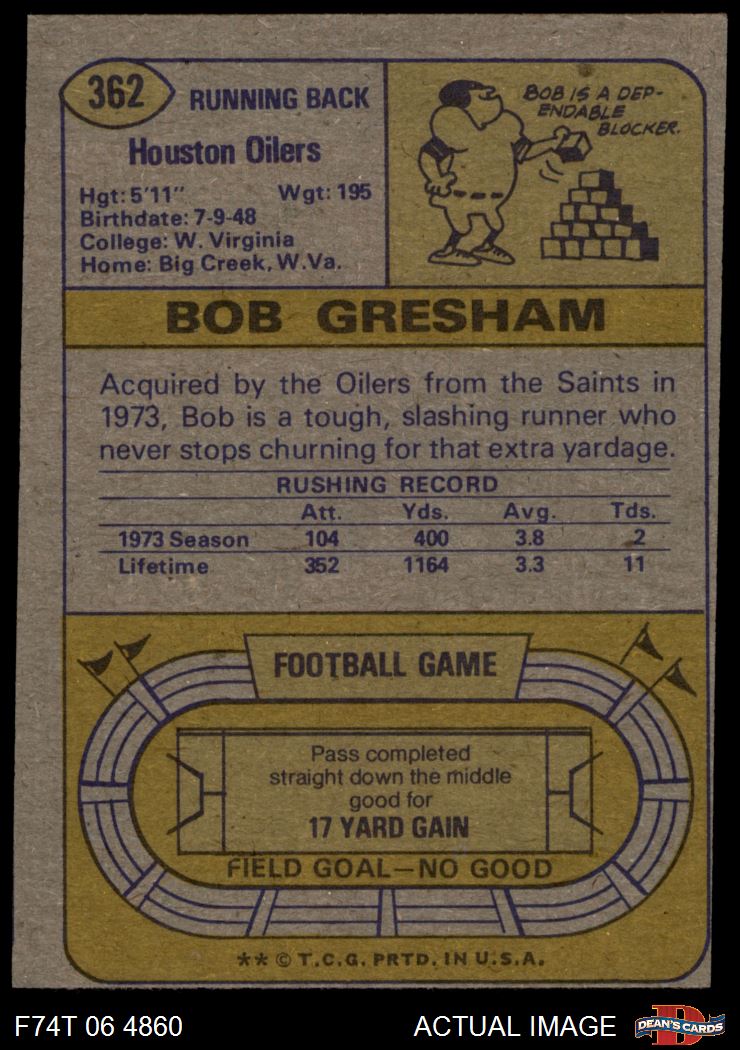 362
RUNNING BACK
Houston Oilers
Hgt: 5'11" Wgt: 195
Birthdate: 7-9-48
College: W. Virginia
Home: Big Creek, W.Va.
BOB IS A DEP-
ENDABLE
BLOCKER.
BOB GRESHAM
Acquired by the Oilers from the Saints in
1973, Bob is a tough, slashing runner who
never stops churning for that extra yardage.
RUSHING RECORD
Att. Yds. Avg. Tds.
1973 Season 104 400 3.8 2
Lifetime 352 1164 3.3 11
FOOTBALL GAME
Pass completed
straight down the middle
good for
17 YARD GAIN
FIELD GOAL—NO GOOD
** © T.C.G. PRTD. IN U.S.A.
F74T 06 4860 ACTUAL IMAGE
D
DEAN'S CARDS